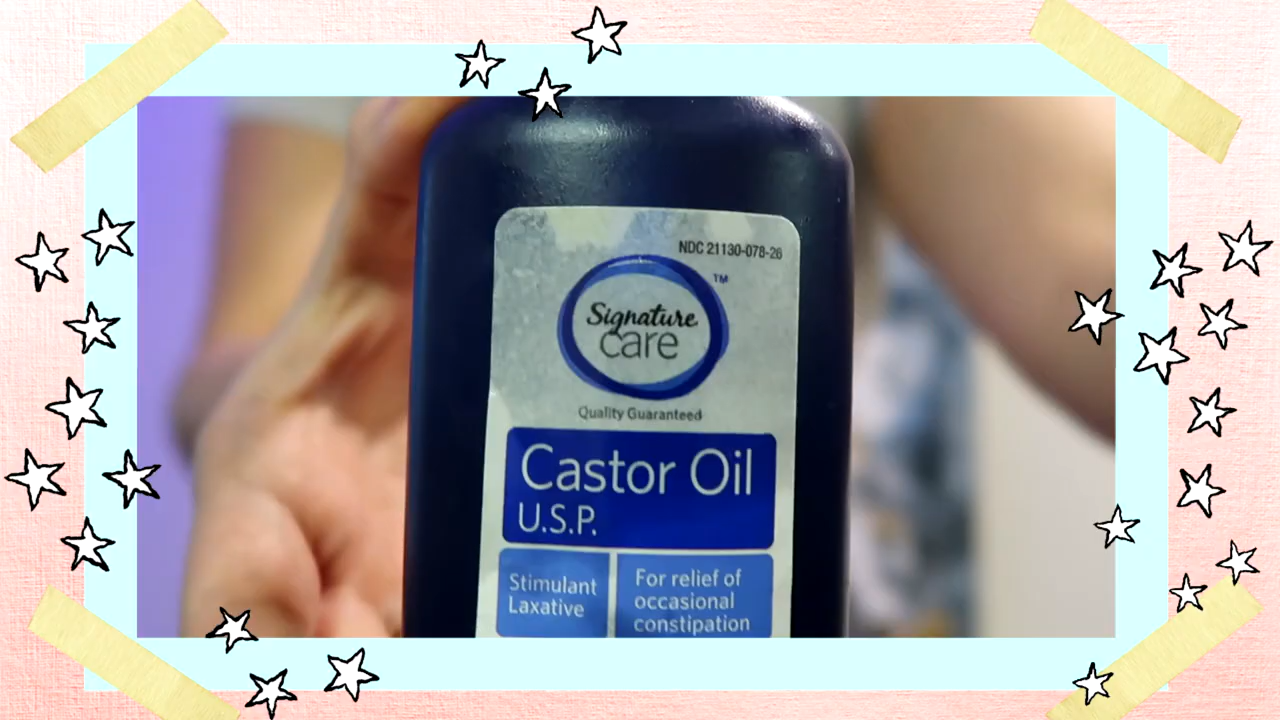 NDC 21130-078-26
Signature
care
TM
Quality Guaranteed
Castor Oil
U.S.P.
Stimulant
Laxative
For relief of
occasional
constipation